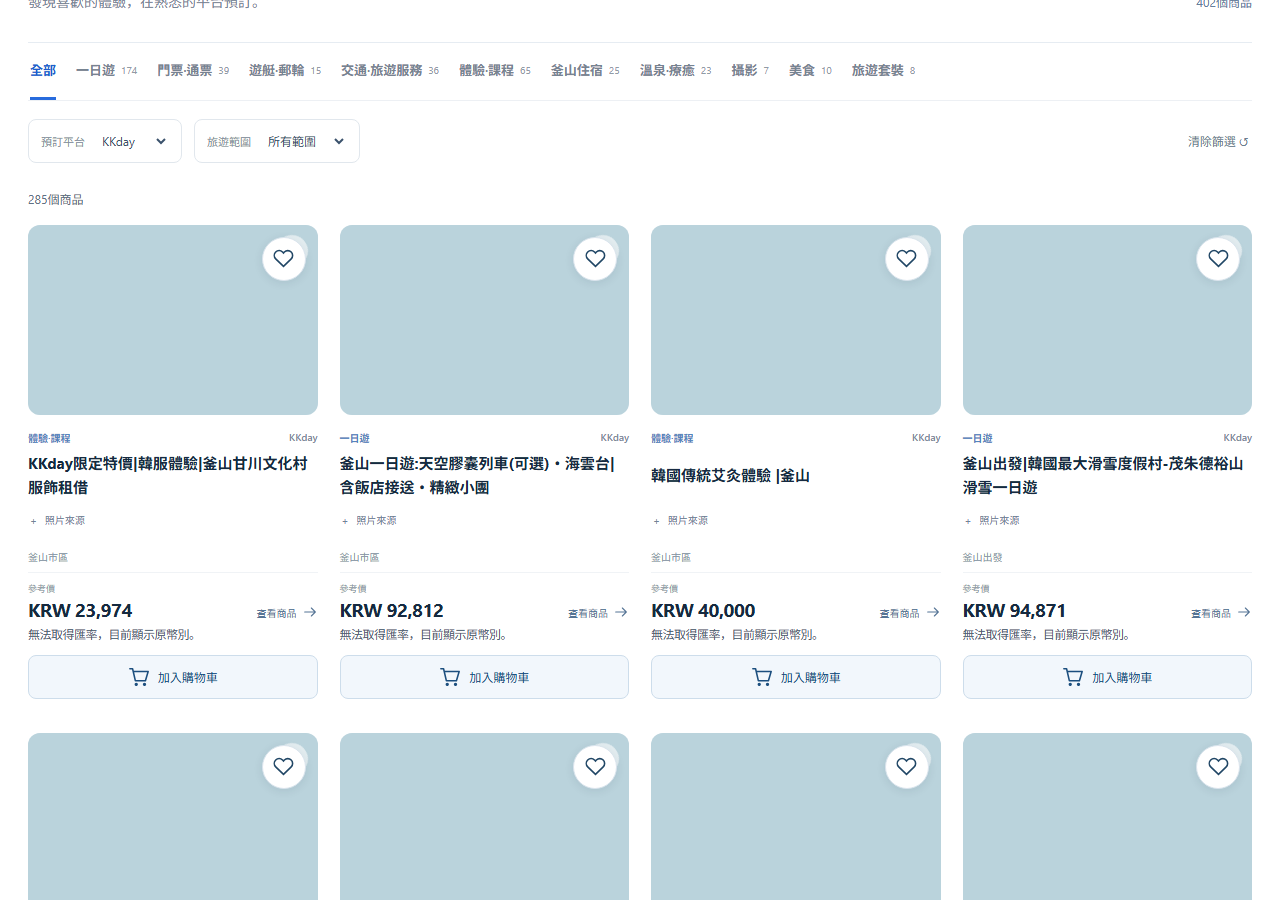 發現喜歡的體驗，在熟悉的平台預訂。
402個商品
全部 一日遊 174 門票·通票 39 遊艇·郵輪 15 交通·旅遊服務 36 體驗·課程 65 釜山住宿 25 溫泉·療癒 23 攝影 7 美食 10 旅遊套裝 8
預訂平台 KKday 旅遊範圍 所有範圍 清除篩選 ↺
285個商品
體驗·課程 KKday
KKday限定特價|韓服體驗|釜山甘川文化村
服飾租借
+ 照片來源
釜山市區
參考價
KRW 23,974 查看商品 →
無法取得匯率，目前顯示原幣別。
加入購物車
一日遊 KKday
釜山一日遊:天空膠囊列車(可選)・海雲台|
含飯店接送・精緻小團
+ 照片來源
釜山市區
參考價
KRW 92,812 查看商品 →
無法取得匯率，目前顯示原幣別。
加入購物車
體驗·課程 KKday
韓國傳統艾灸體驗 |釜山
+ 照片來源
釜山市區
參考價
KRW 40,000 查看商品 →
無法取得匯率，目前顯示原幣別。
加入購物車
一日遊 KKday
釜山出發|韓國最大滑雪度假村-茂朱德裕山
滑雪一日遊
+ 照片來源
釜山出發
參考價
KRW 94,871 查看商品 →
無法取得匯率，目前顯示原幣別。
加入購物車